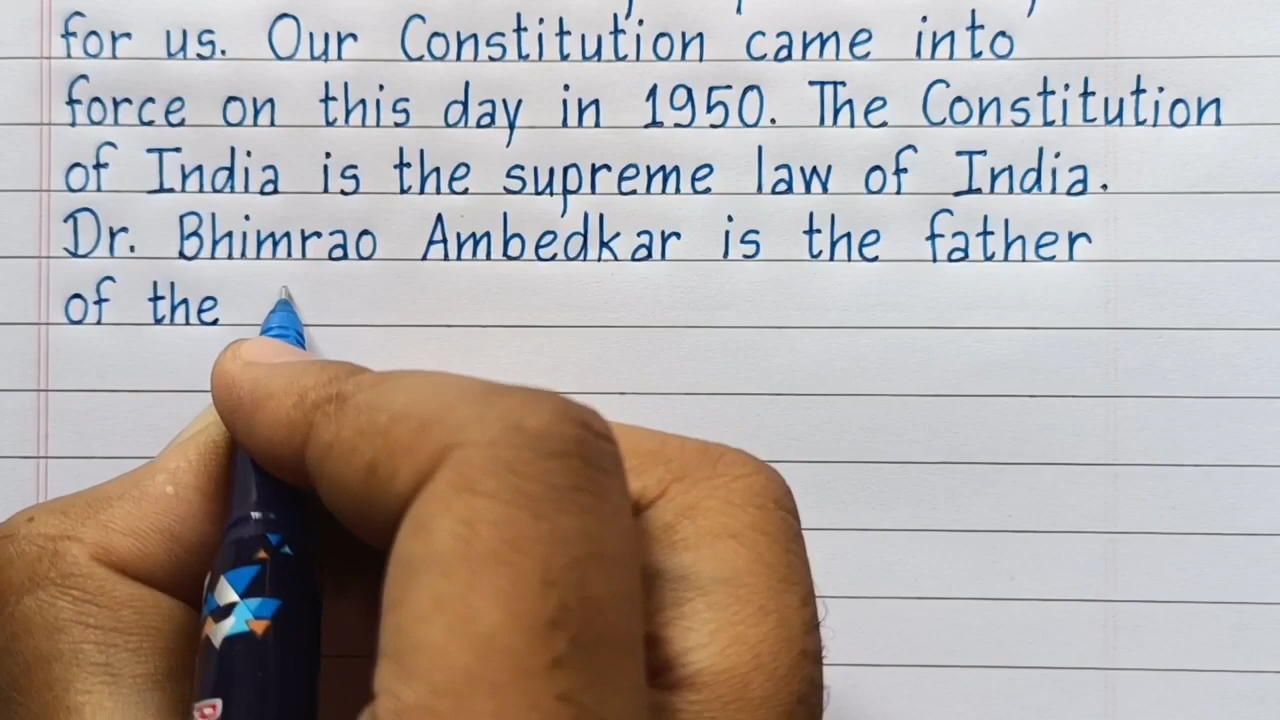 for us. Our Constitution came into
force on this day in 1950. The Constitution
of India is the supreme law of India.
Dr. Bhimrao Ambedkar is the father
of the